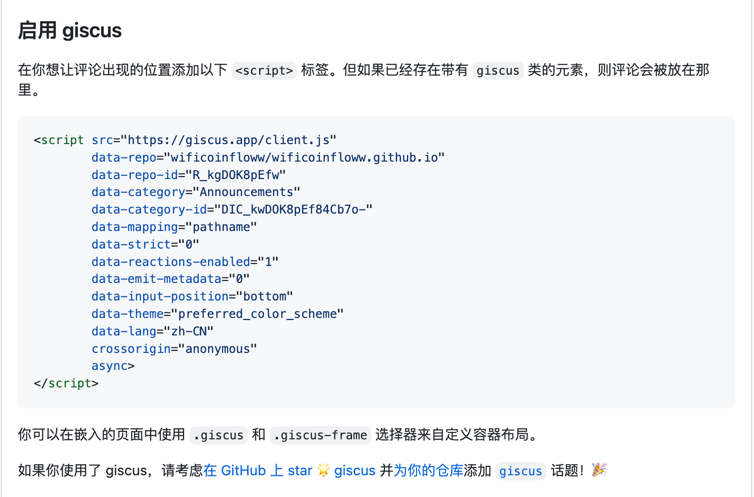 启用 giscus
在你想让评论出现的位置添加以下 <script> 标签。但如果已经存在带有 giscus 类的元素，则评论会被放在那
里。
<script src="https://giscus.app/client.js"
data-repo="wificoinfloww/wificoinfloww.github.io"
data-repo-id="R_kgDOK8pEfw"
data-category="Announcements"
data-category-id="DIC_kwDOK8pEf84Cb7o-"
data-mapping="pathname"
data-strict="0"
data-reactions-enabled="1"
data-emit-metadata="0"
data-input-position="bottom"
data-theme="preferred_color_scheme"
data-lang="zh-CN"
crossorigin="anonymous"
async>
</script>
你可以在嵌入的页面中使用 .giscus 和 .giscus-frame 选择器来自定义容器布局。
如果你使用了 giscus，请考虑在 GitHub 上 star 🌟 giscus 并为你的仓库添加 giscus 话题！🎉